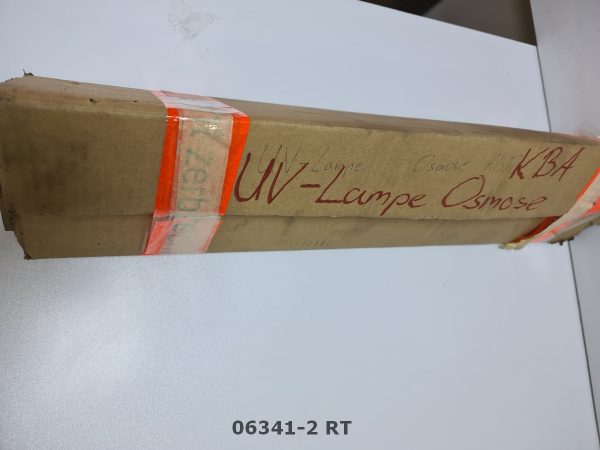 UV-Lampe Osmose KBA
UV-Lampe Osmose
06341-2 RT